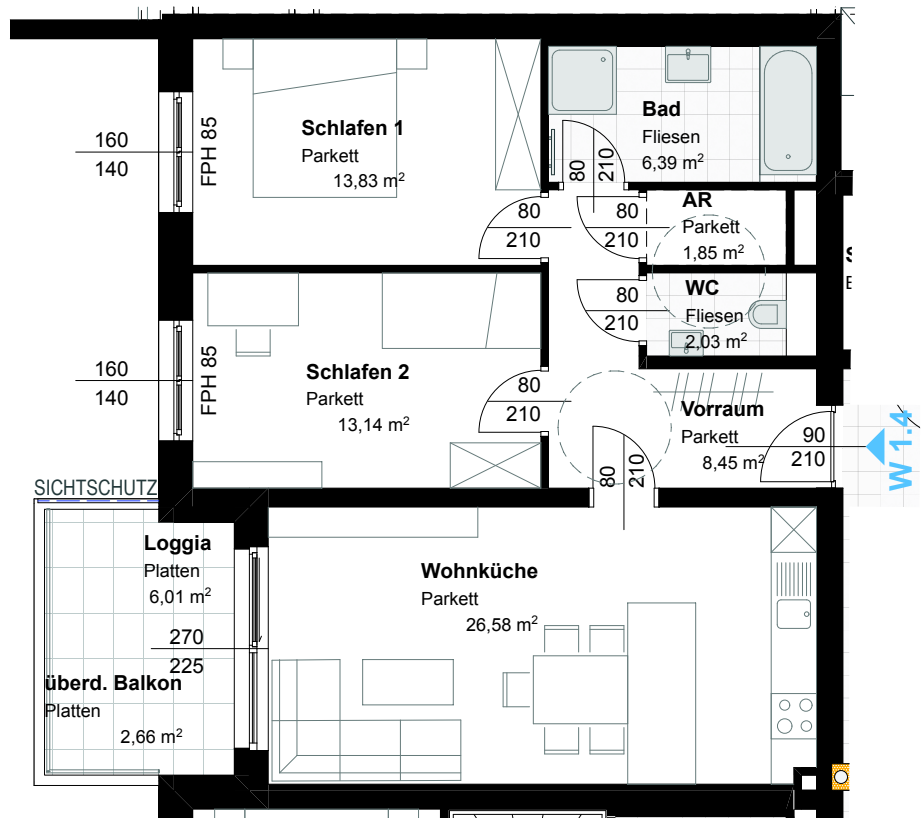 160
140
FPH 85
Schlafen 1
Parkett
13,83 m²
80
210
Bad
Fliesen
6,39 m²
80
210
80
210
AR
Parkett
1,85 m²
WC
Fliesen
2,03 m²
80
210
160
140
FPH 85
Schlafen 2
Parkett
13,14 m²
80
210
Vorraum
Parkett
8,45 m²
90
210
W 1.4
80
210
SICHTSCHUTZ
Loggia
Platten
6,01 m²
270
225
überd. Balkon
Platten
2,66 m²
Wohnküche
Parkett
26,58 m²